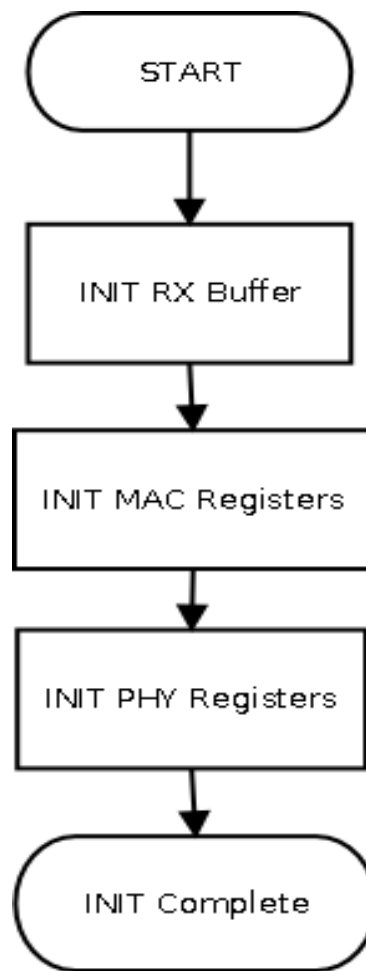 START
INIT RX Buffer
INIT MAC Registers
INIT PHY Registers
INIT Complete